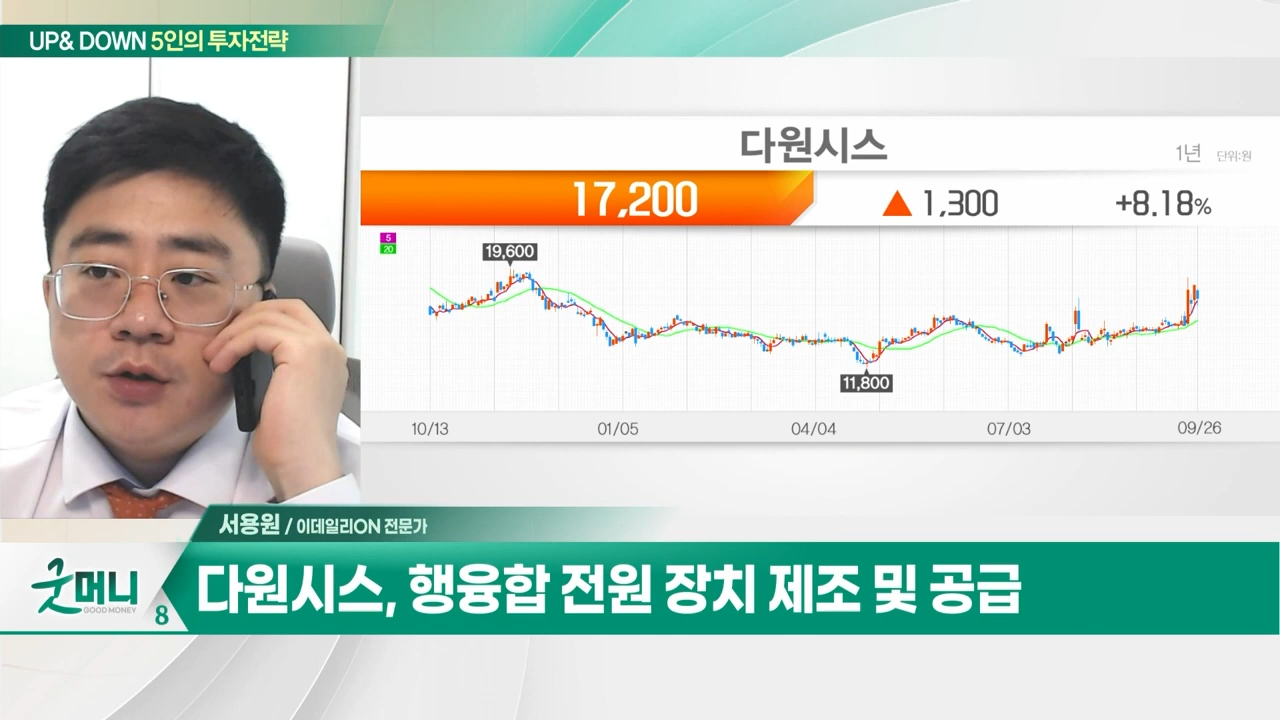 UP& DOWN 5인의 투자전략
다원시스
1년 단위:원
17,200 ▲ 1,300 +8.18%
5
20
19,600
11,800
10/13 01/05 04/04 07/03 09/26
서용원 / 이데일리ON 전문가
굿머니
GOOD MONEY
8
다원시스, 행융합 전원 장치 제조 및 공급